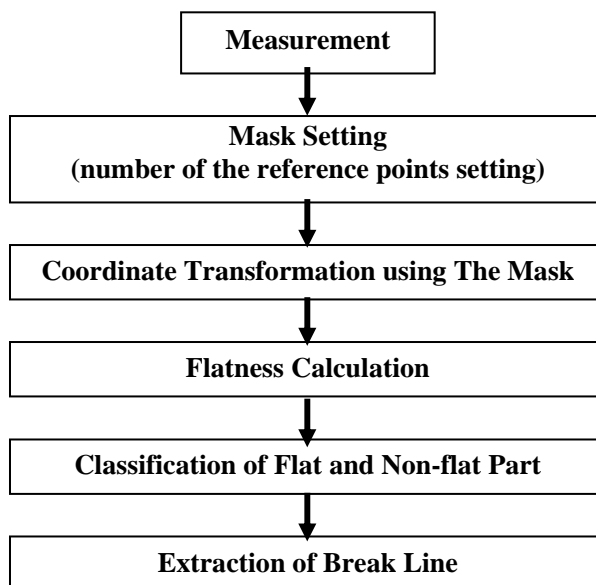 Measurement
Mask Setting
(number of the reference points setting)
Coordinate Transformation using The Mask
Flatness Calculation
Classification of Flat and Non-flat Part
Extraction of Break Line